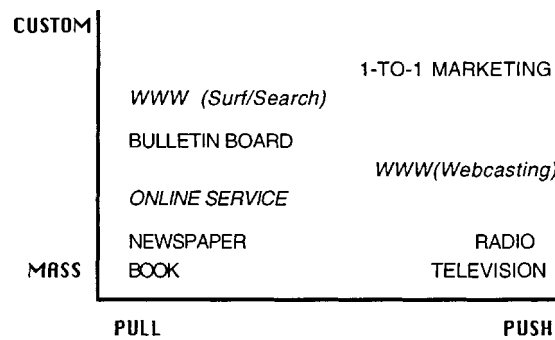 CUSTOM
1-TO-1 MARKETING
WWW (Surf/Search)
BULLETIN BOARD
WWW(Webcasting)
ONLINE SERVICE
NEWSPAPER RADIO
MASS BOOK TELEVISION
PULL PUSH